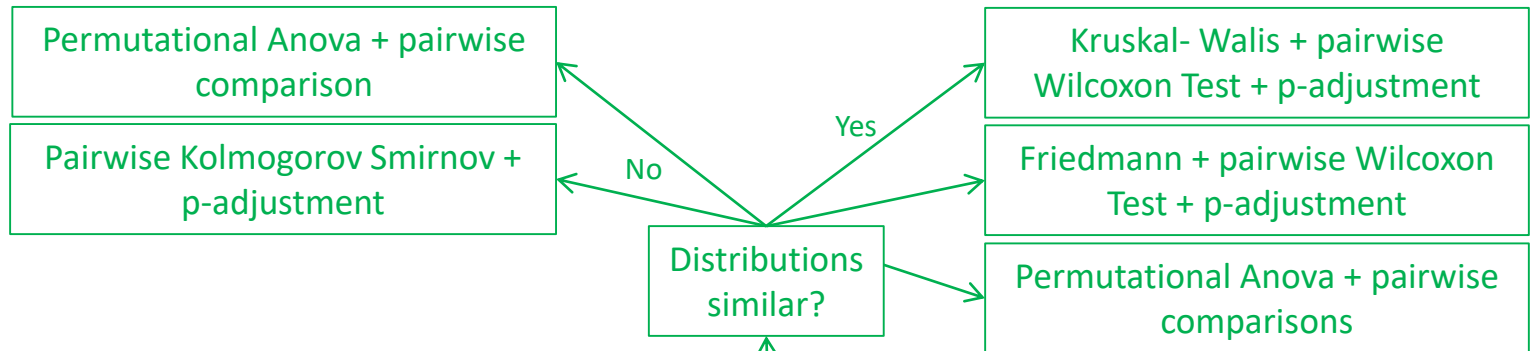 Permutational Anova + pairwise
comparison
Pairwise Kolmogorov Smirnov +
p-adjustment
No
Yes
Distributions
similar?
Kruskal- Walis + pairwise
Wilcoxon Test + p-adjustment
Friedmann + pairwise Wilcoxon
Test + p-adjustment
Permutational Anova + pairwise
comparisons